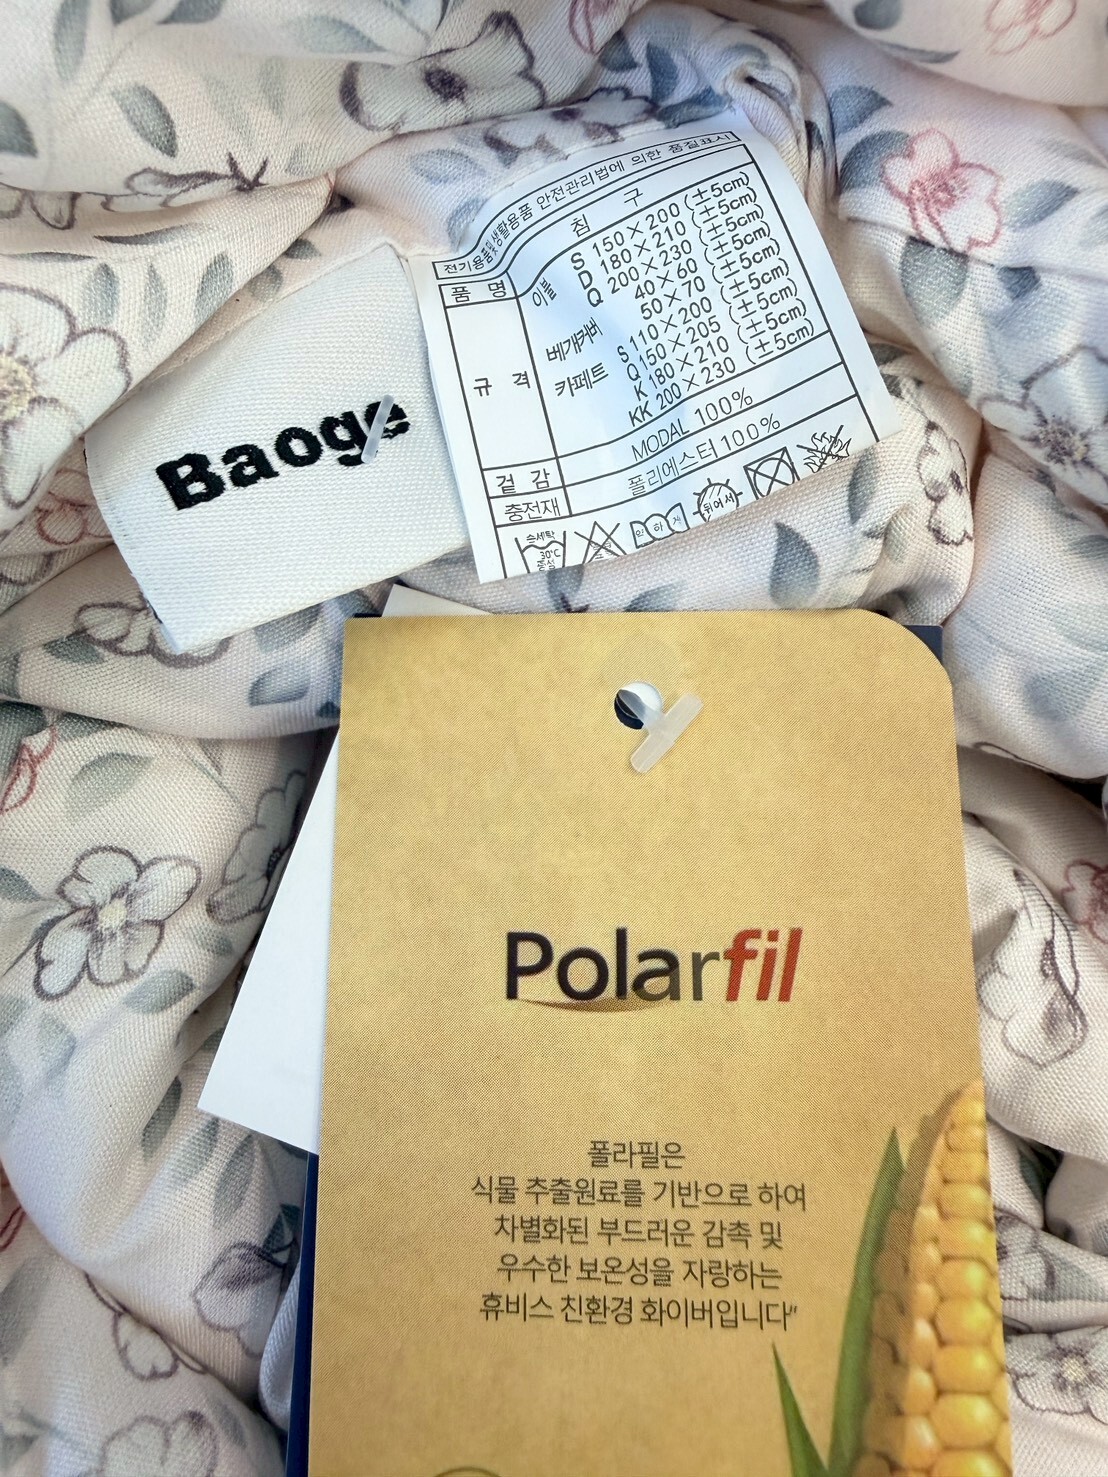 Baoge
전기용품및생활용품 안전관리법에 의한 품질표시
품 명 침 구
규 격
이불 S 150×200 (±5cm)
D 180×210 (±5cm)
Q 200×230 (±5cm)
베개커버 40×60 (±5cm)
50×70 (±5cm)
카페트 S 110×200 (±5cm)
Q 150×205 (±5cm)
K 180×210 (±5cm)
KK 200×230 (±5cm)
겉 감 MODAL 100%
충전재 폴리에스터 100%
손세탁 30℃ 중성
약하게
뉘어서
Polarfil
폴라필은
식물 추출원료를 기반으로 하여
차별화된 부드러운 감촉 및
우수한 보온성을 자랑하는
휴비스 친환경 화이버입니다"